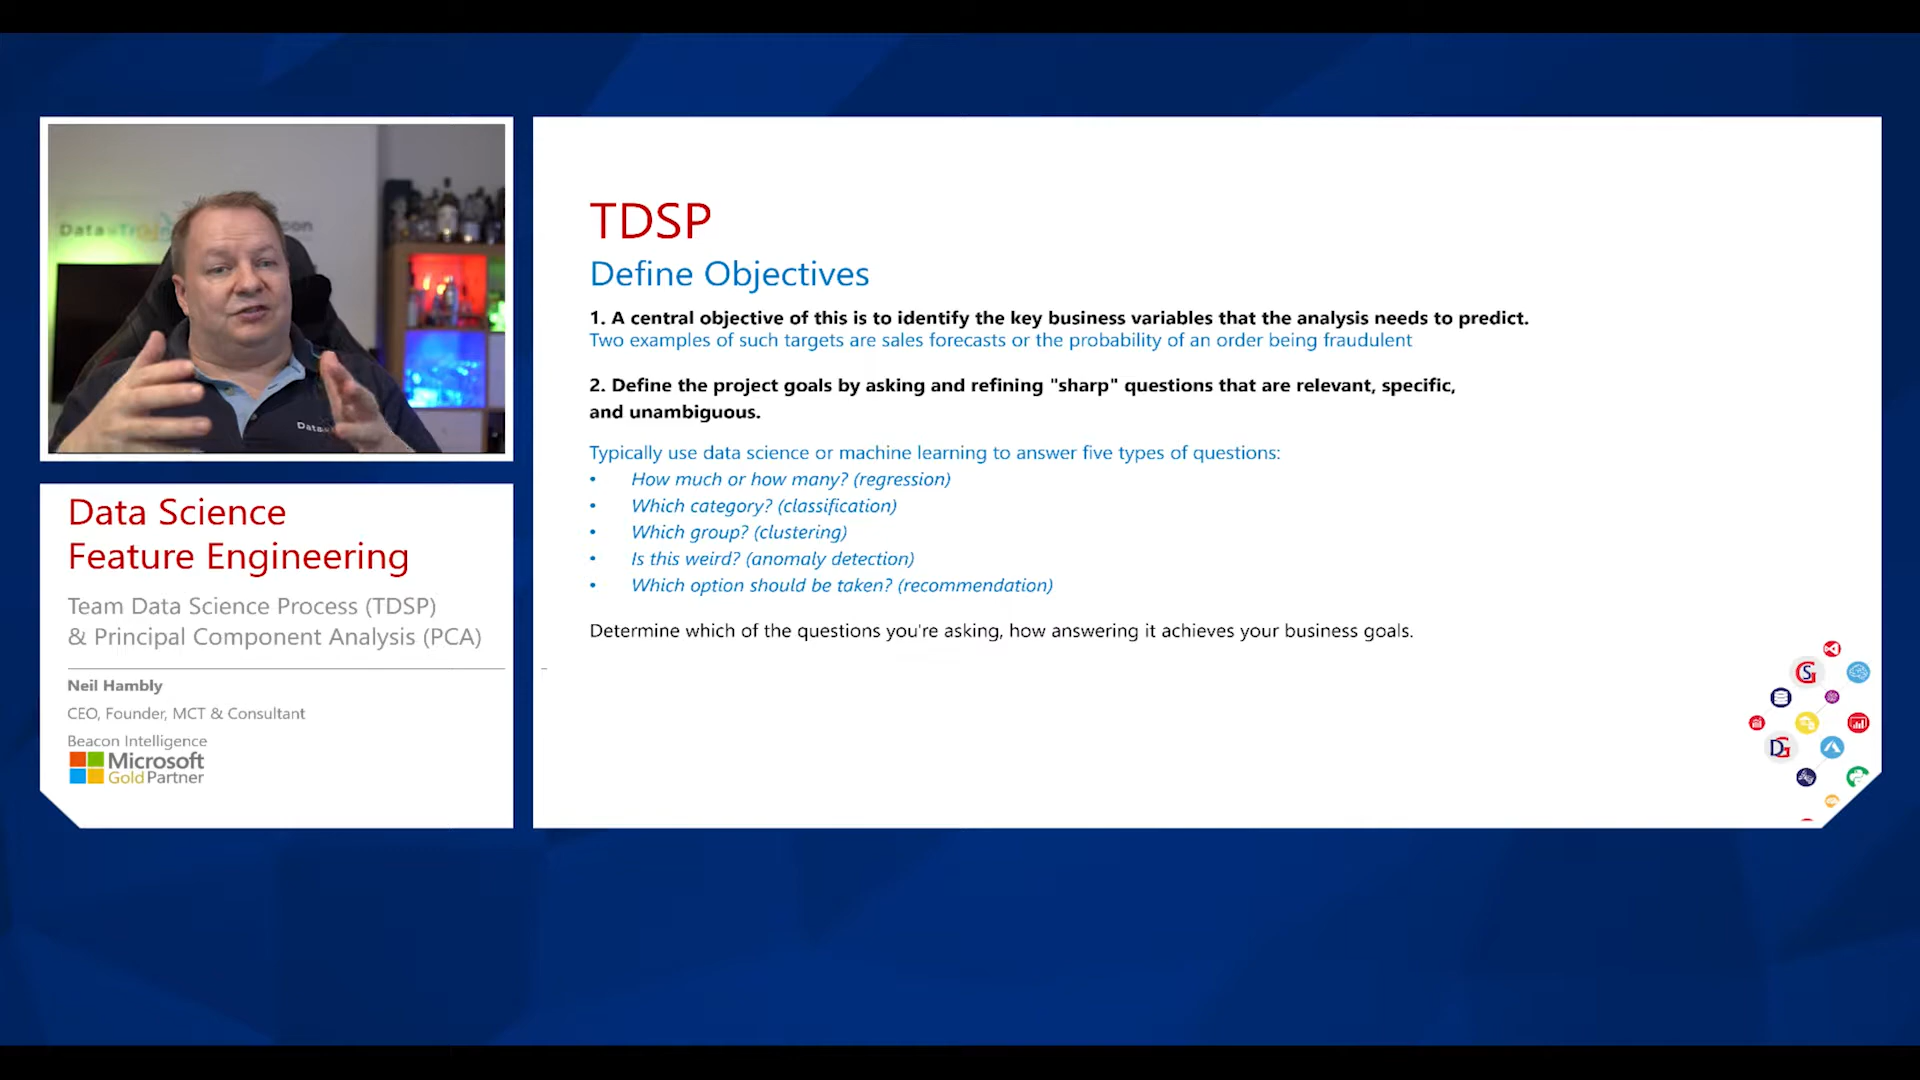 TDSP
Define Objectives
1. A central objective of this is to identify the key business variables that the analysis needs to predict.
Two examples of such targets are sales forecasts or the probability of an order being fraudulent
2. Define the project goals by asking and refining "sharp" questions that are relevant, specific,
and unambiguous.
Typically use data science or machine learning to answer five types of questions:
• How much or how many? (regression)
• Which category? (classification)
• Which group? (clustering)
• Is this weird? (anomaly detection)
• Which option should be taken? (recommendation)
Determine which of the questions you're asking, how answering it achieves your business goals.
Data Science
Feature Engineering
Team Data Science Process (TDSP)
& Principal Component Analysis (PCA)
Neil Hambly
CEO, Founder, MCT & Consultant
Beacon Intelligence
Microsoft
Gold Partner